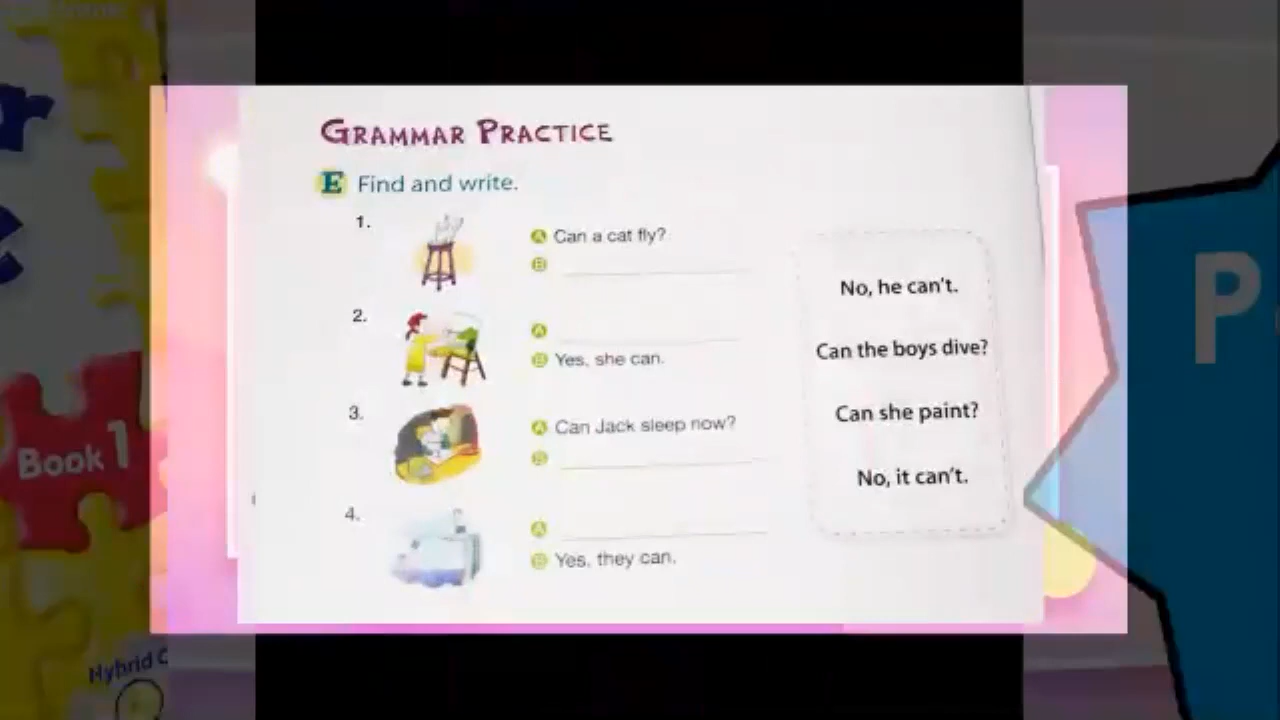 GRAMMAR PRACTICE
E Find and write.
1.
A Can a cat fly?
B
2.
A
B Yes, she can.
3.
A Can Jack sleep now?
B
4.
A
B Yes, they can.
No, he can't.
Can the boys dive?
Can she paint?
No, it can't.
Book 1
Hybrid C
P